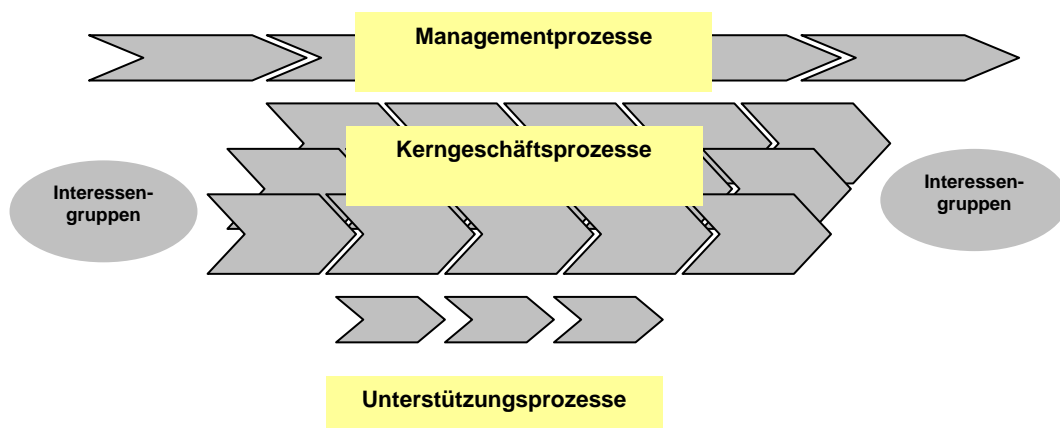 Managementprozesse
Kerngeschäftsprozesse
Interessen-
gruppen
Interessen-
gruppen
Unterstützungsprozesse